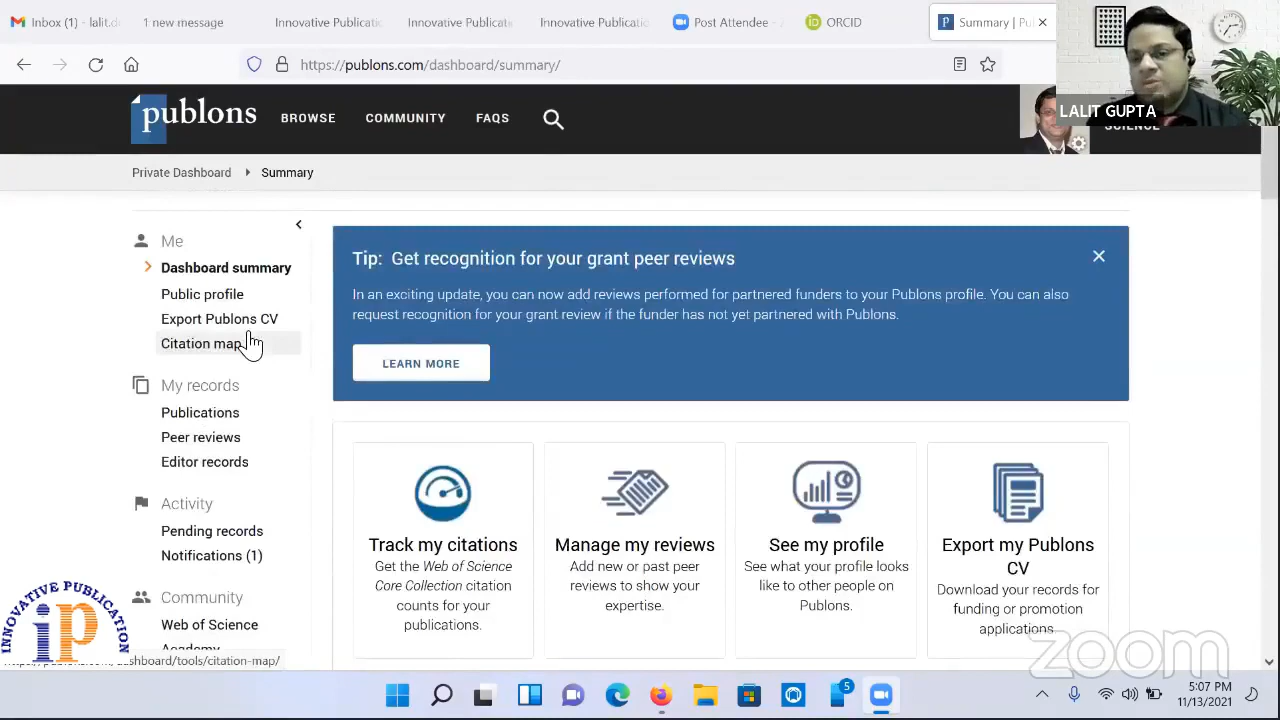 Inbox (1) - lalit.d
1 new message
Innovative Publicatio
Innovative Publicatio
Innovative Publicatio
Post Attendee -
ORCID
Summary | Pu
https://publons.com/dashboard/summary/
LALIT GUPTA
publons
BROWSE
COMMUNITY
FAQS
SCIENCE
Private Dashboard
Summary
Me
Dashboard summary
Public profile
Export Publons CV
Citation map
My records
Publications
Peer reviews
Editor records
Activity
Pending records
Notifications (1)
Community
Web of Science
Academy
Tip: Get recognition for your grant peer reviews
In an exciting update, you can now add reviews performed for partnered funders to your Publons profile. You can also
request recognition for your grant review if the funder has not yet partnered with Publons.
LEARN MORE
Track my citations
Get the Web of Science
Core Collection citation
counts for your
publications.
Manage my reviews
Add new or past peer
reviews to show your
expertise.
See my profile
See what your profile looks
like to other people on
Publons.
Export my Publons
CV
Download your records for
funding or promotion
applications.
INNOVATIVE PUBLICATION
ip
/dashboard/tools/citation-map/
zoom
5
5:07 PM
11/13/2021